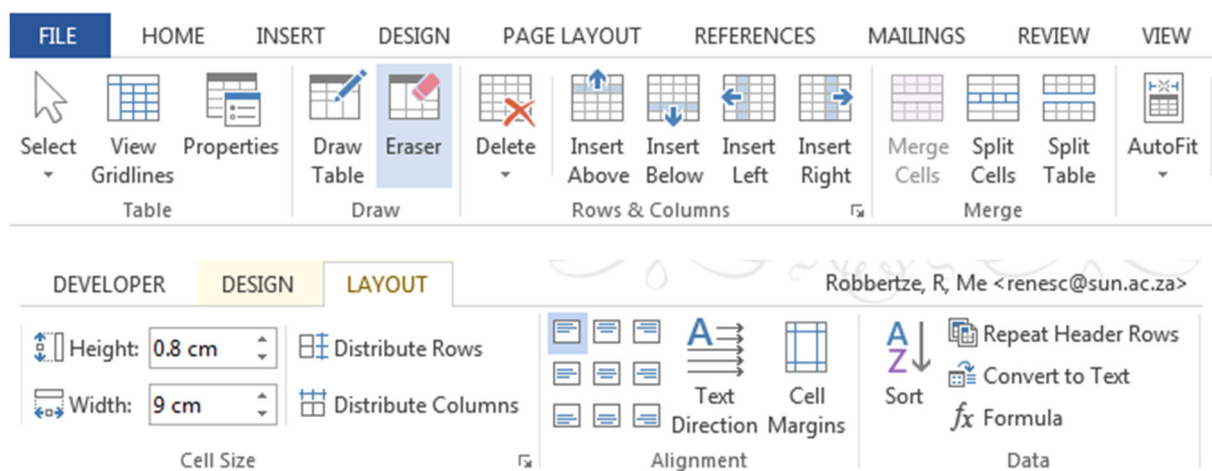 FILE HOME INSERT DESIGN PAGE LAYOUT REFERENCES MAILINGS REVIEW VIEW
Select View Properties Draw Eraser Delete Insert Insert Insert Insert Merge Split Split AutoFit
Gridlines Table Above Below Left Right Cells Cells Table
Table Draw Rows & Columns Merge
DEVELOPER DESIGN LAYOUT Robbertze, R, Me <renesc@sun.ac.za>
Height: 0.8 cm Distribute Rows A Z Repeat Header Rows
Width: 9 cm Distribute Columns Text Cell Sort Convert to Text
Direction Margins fx Formula
Cell Size Alignment Data